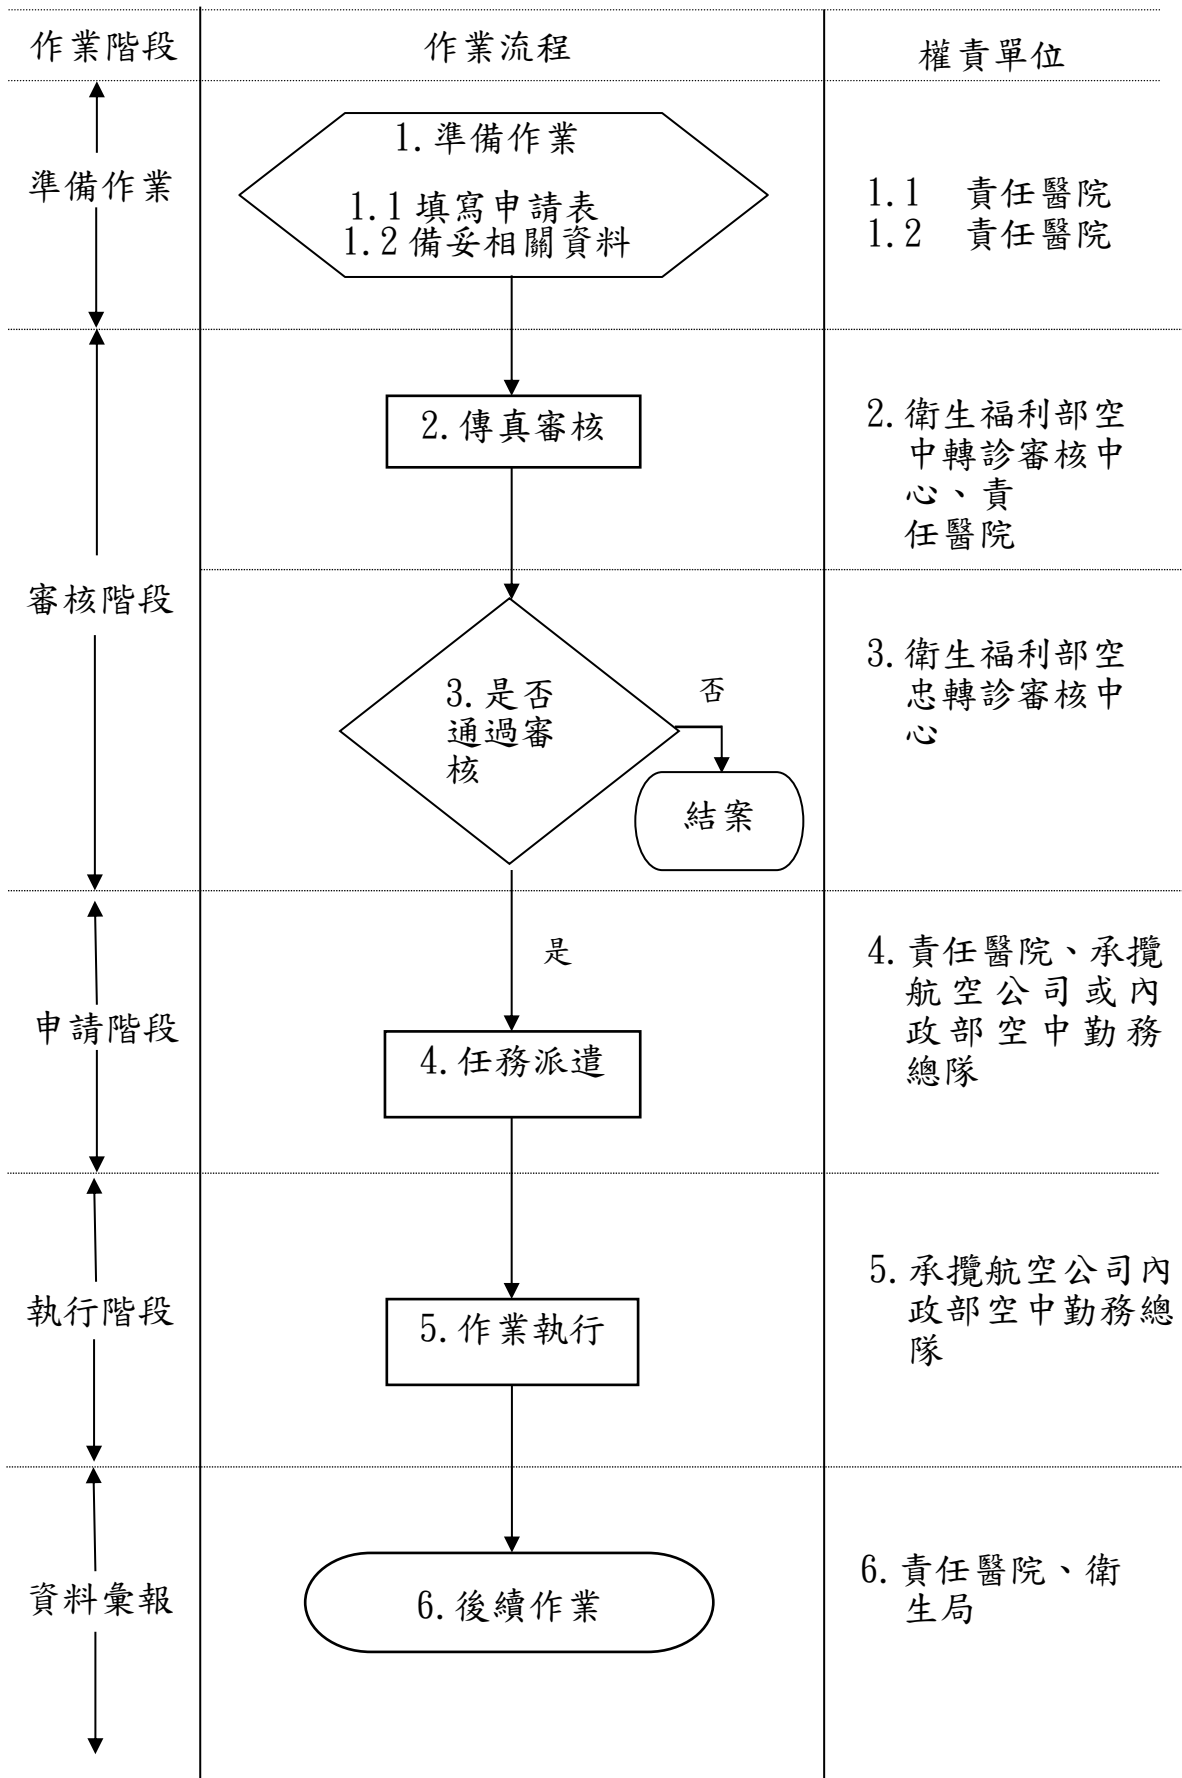 作業階段
作業流程
權責單位
準備作業
1.準備作業
1.1填寫申請表
1.2備妥相關資料
1.1 責任醫院
1.2 責任醫院
審核階段
2.傳真審核
2.衛生福利部空
中轉診審核中
心、責
任醫院
3.是否
通過審
核
否
結案
3.衛生福利部空
忠轉診審核中
心
申請階段
是
4.任務派遣
4.責任醫院、承攬
航空公司或內
政部空中勤務
總隊
執行階段
5.作業執行
5.承攬航空公司內
政部空中勤務總
隊
資料彙報
6.後續作業
6.責任醫院、衛
生局